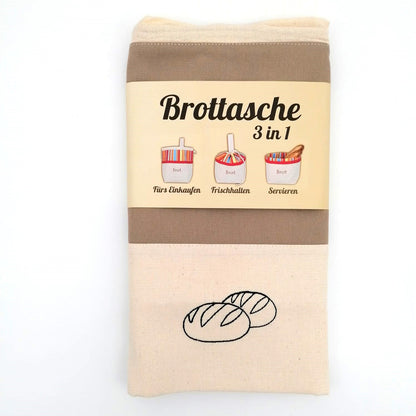 Brottasche
3 in 1
Brot
Brot
Brot
Fürs Einkaufen
Frischhalten
Servieren